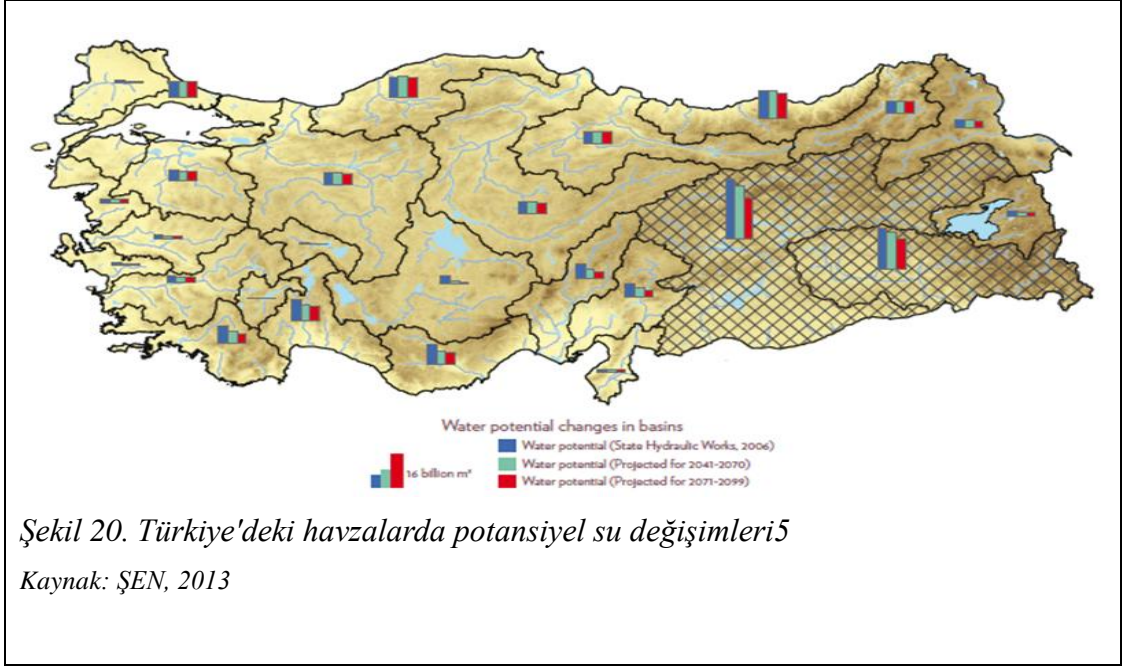 Water potential changes in basins
16 billion m³
Water potential (State Hydraulic Works, 2006)
Water potential (Projected for 2041-2070)
Water potential (Projected for 2071-2099)
Şekil 20. Türkiye'deki havzalarda potansiyel su değişimleri5
Kaynak: ŞEN, 2013